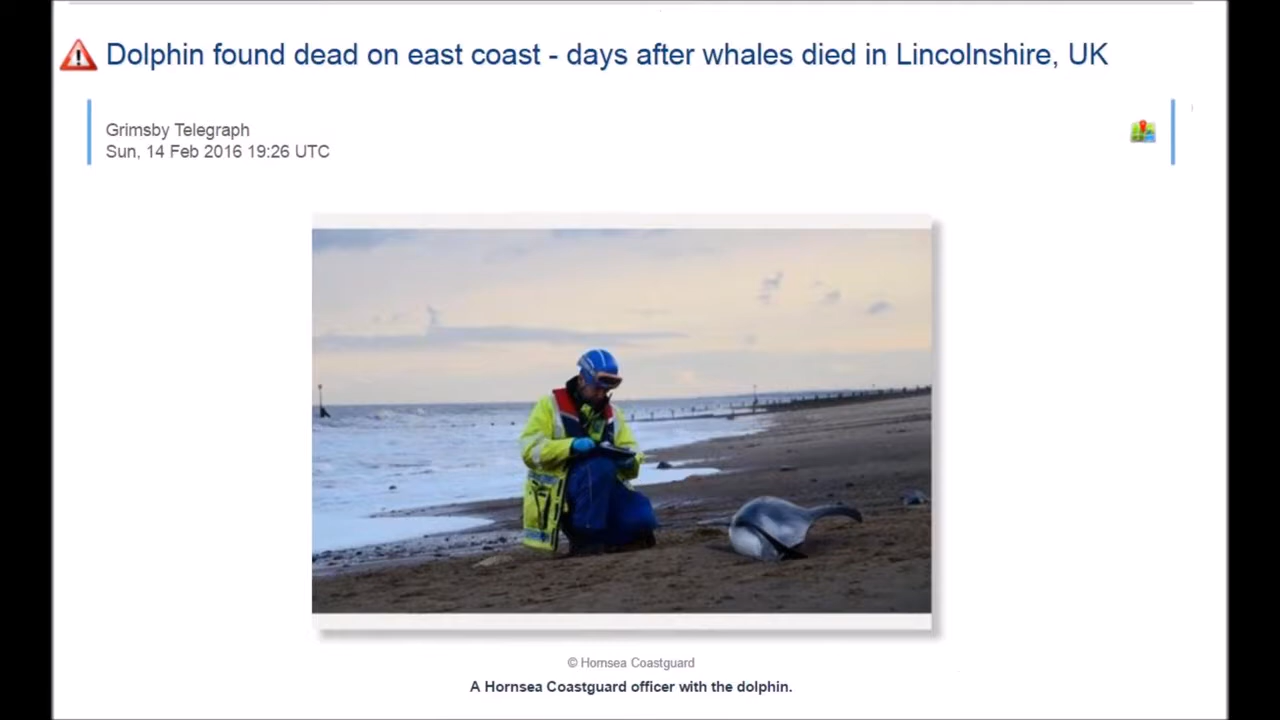 Dolphin found dead on east coast - days after whales died in Lincolnshire, UK
Grimsby Telegraph
Sun, 14 Feb 2016 19:26 UTC
© Hornsea Coastguard
A Hornsea Coastguard officer with the dolphin.